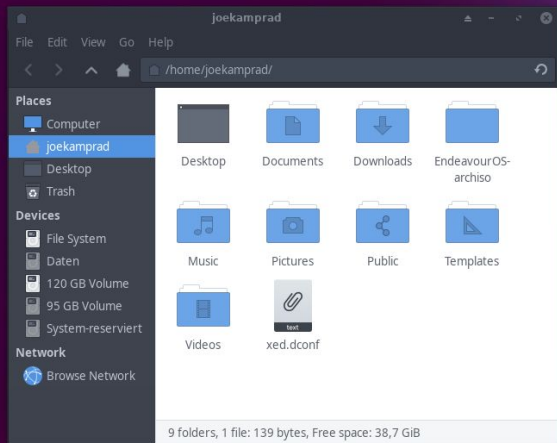 joekamprad
File Edit View Go Help
/home/joekamprad/
Places
Computer
joekamprad
Desktop
Trash
Devices
File System
Daten
120 GB Volume
95 GB Volume
System-reserviert
Network
Browse Network
Desktop Documents Downloads EndeavourOS-
archiso
Music Pictures Public Templates
text
Videos xed.dconf
9 folders, 1 file: 139 bytes, Free space: 38,7 GiB